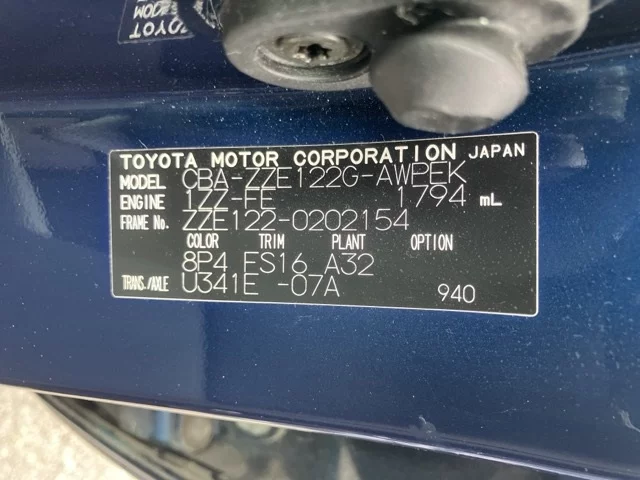 TOYOT
TOYOTA MOTOR CORPORATION JAPAN
MODEL CBA-ZZE122G-AWPEK
ENGINE 1ZZ-FE 1794 mL
FRAME No. ZZE122-0202154
COLOR TRIM PLANT OPTION
8P4 FS16 A32
TRANS./AXLE U341E -07A 940